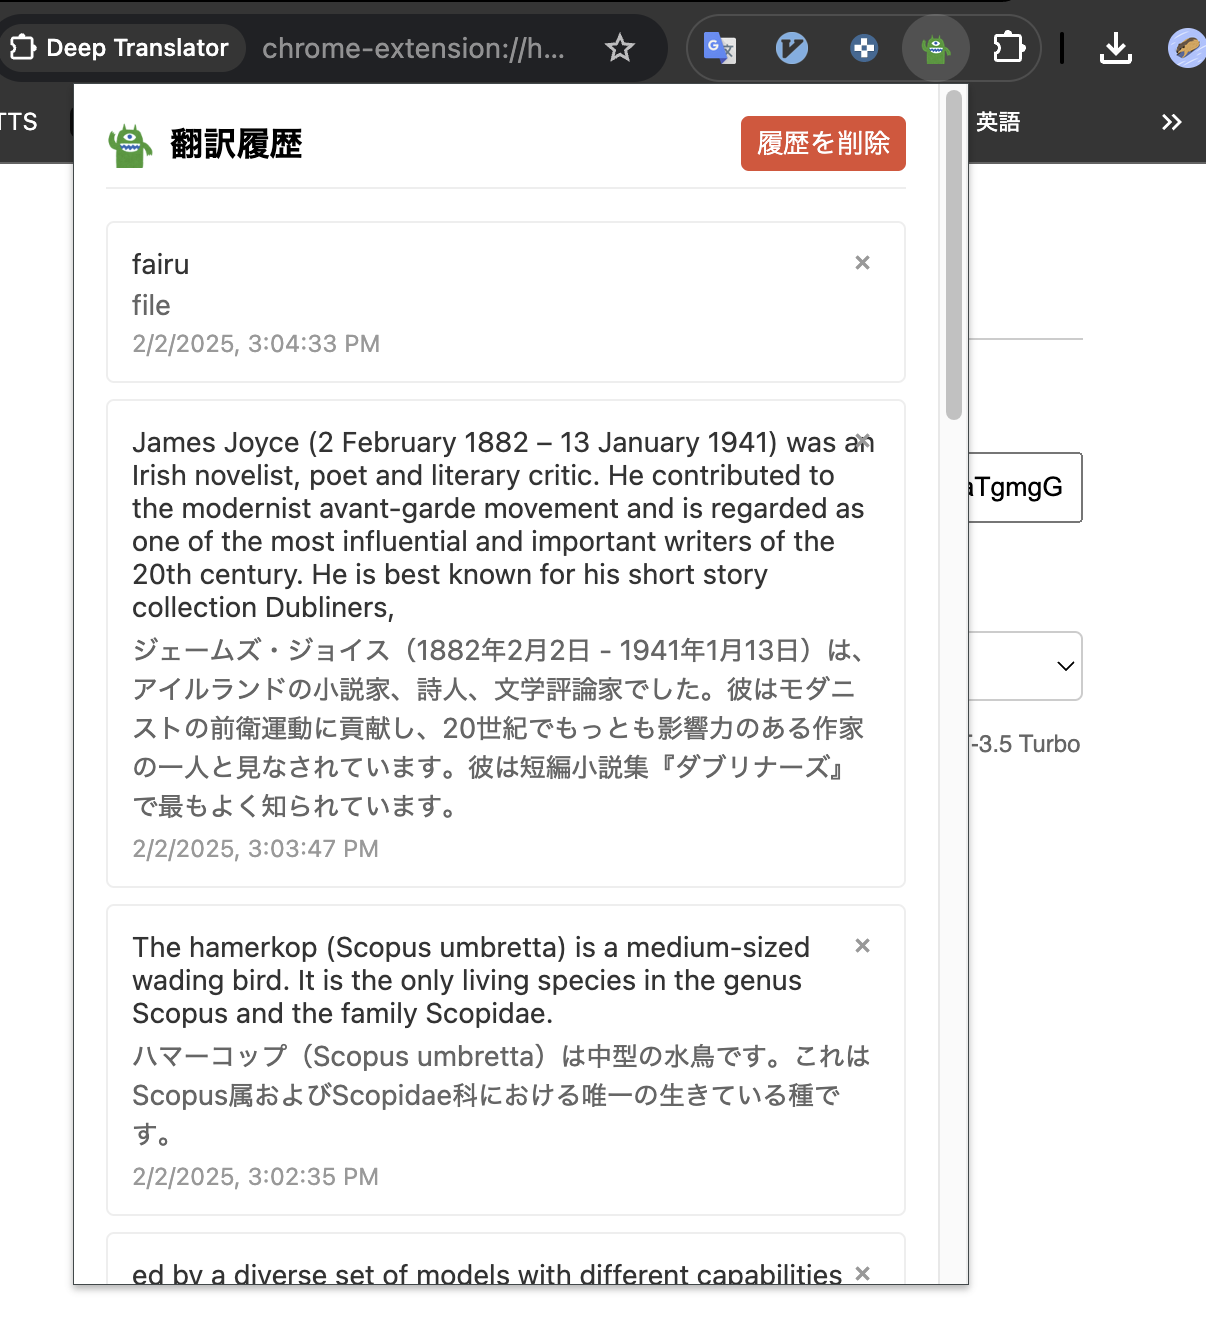 Deep Translator
chrome-extension://h...
TTS
英語
翻訳履歴
履歴を削除
fairu
file
2/2/2025, 3:04:33 PM
James Joyce (2 February 1882 – 13 January 1941) was an
Irish novelist, poet and literary critic. He contributed to
the modernist avant-garde movement and is regarded as
one of the most influential and important writers of the
20th century. He is best known for his short story
collection Dubliners,
ジェームズ・ジョイス（1882年2月2日 - 1941年1月13日）は、
アイルランドの小説家、詩人、文学評論家でした。彼はモダニ
ストの前衛運動に貢献し、20世紀でもっとも影響力のある作家
の一人と見なされています。彼は短編小説集『ダブリナーズ』
で最もよく知られています。
2/2/2025, 3:03:47 PM
The hamerkop (Scopus umbretta) is a medium-sized
wading bird. It is the only living species in the genus
Scopus and the family Scopidae.
ハマーコップ（Scopus umbretta）は中型の水鳥です。これは
Scopus属およびScopidae科における唯一の生きている種で
す。
2/2/2025, 3:02:35 PM
ed by a diverse set of models with different capabilities
aTgmgG
-3.5 Turbo